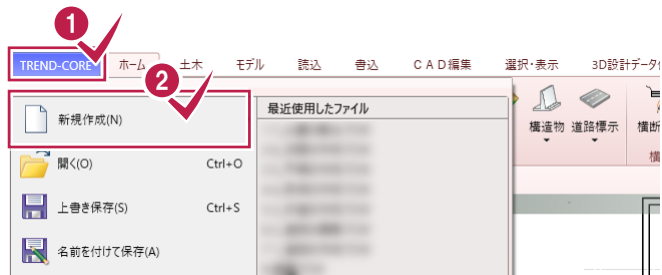 1
TREND-CORE ホーム 土木 モデル 読込 書込 CAD編集 選択・表示 3D設計データ
2
新規作成(N)
最近使用したファイル
構造物 道路標示 横断
横
開く(O) Ctrl+O
上書き保存(S) Ctrl+S
名前を付けて保存(A)